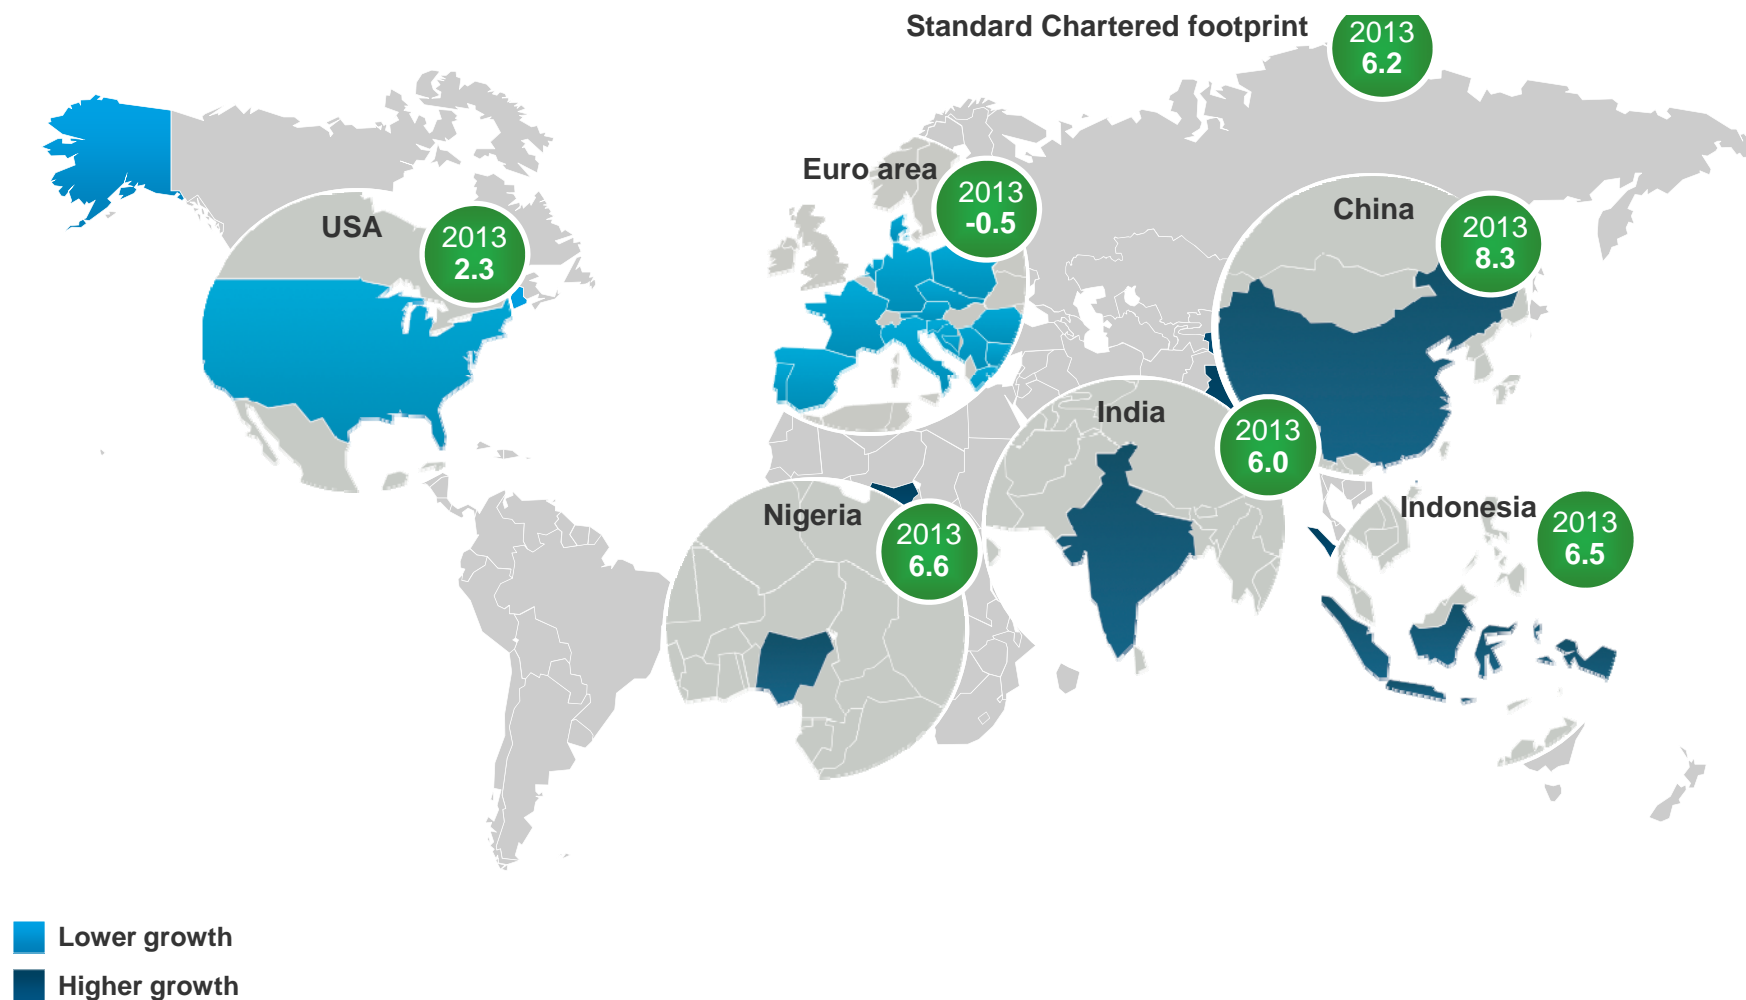 Standard Chartered footprint
2013
6.2
Euro area
2013
-0.5
China
2013
8.3
USA
2013
2.3
India
2013
6.0
Indonesia
2013
6.5
Nigeria
2013
6.6
Lower growth
Higher growth